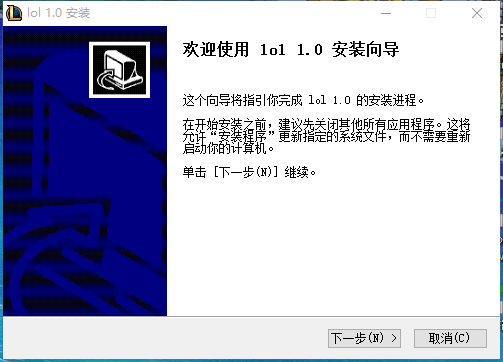 lol 1.0 安装
欢迎使用 lol 1.0 安装向导
这个向导将指引你完成 lol 1.0 的安装进程。
在开始安装之前，建议先关闭其他所有应用程序。这将
允许“安装程序”更新指定的系统文件，而不需要重新
启动你的计算机。
单击 [下一步(N)] 继续。
下一步(N) >
取消(C)